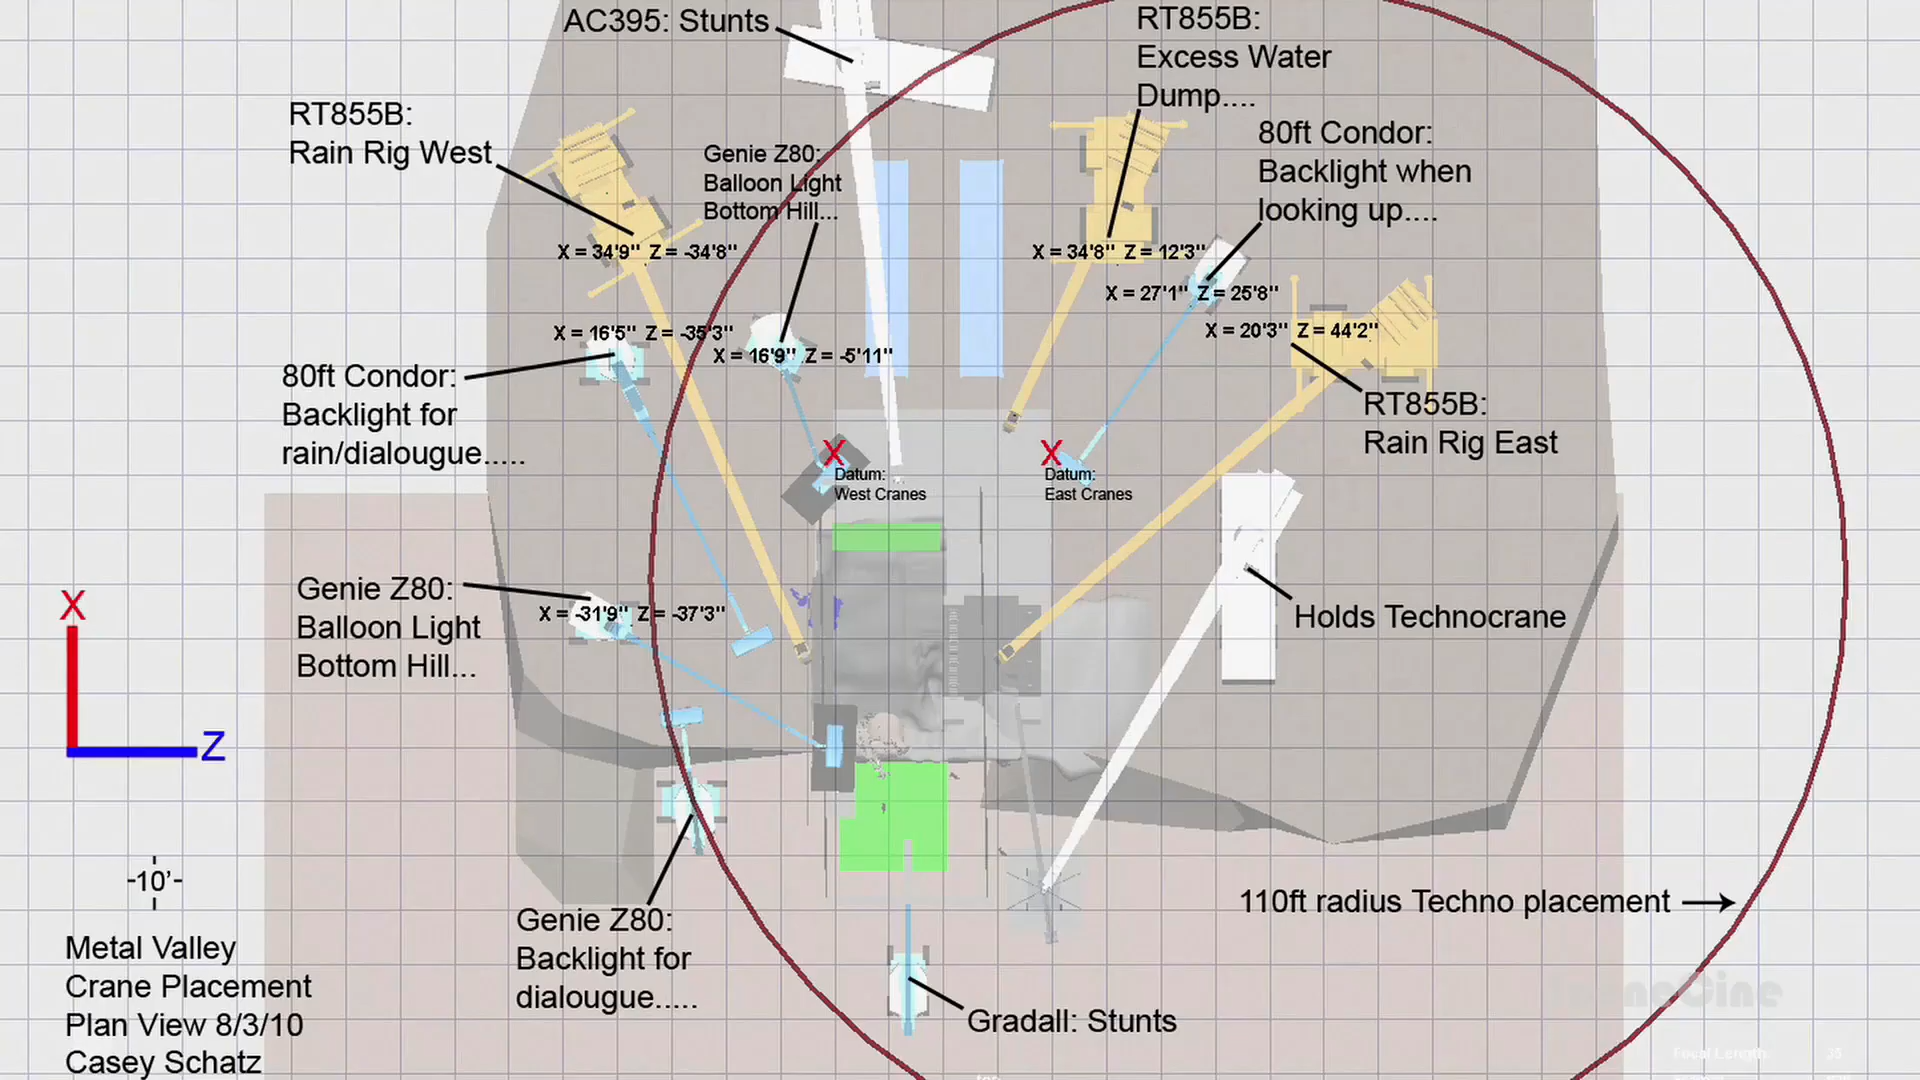 AC395: Stunts
RT855B:
Excess Water
Dump....
RT855B:
Rain Rig West
Genie Z80:
Balloon Light
Bottom Hill...
80ft Condor:
Backlight when
looking up....
X = 34'9" Z = -34'8"
X = 34'8" Z = 12'3"
X = 27'1" Z = 25'8"
X = 16'5" Z = -35'3"
X = 16'9" Z = -5'11"
X = 20'3" Z = 44'2"
80ft Condor:
Backlight for
rain/dialougue.....
RT855B:
Rain Rig East
X
Datum:
West Cranes
X
Datum:
East Cranes
Genie Z80:
Balloon Light
Bottom Hill...
X = -31'9" Z = -37'3"
Holds Technocrane
X
Z
-10'-
110ft radius Techno placement
Genie Z80:
Backlight for
dialougue.....
Gradall: Stunts
Metal Valley
Crane Placement
Plan View 8/3/10
Casey Schatz
Focal Length 35